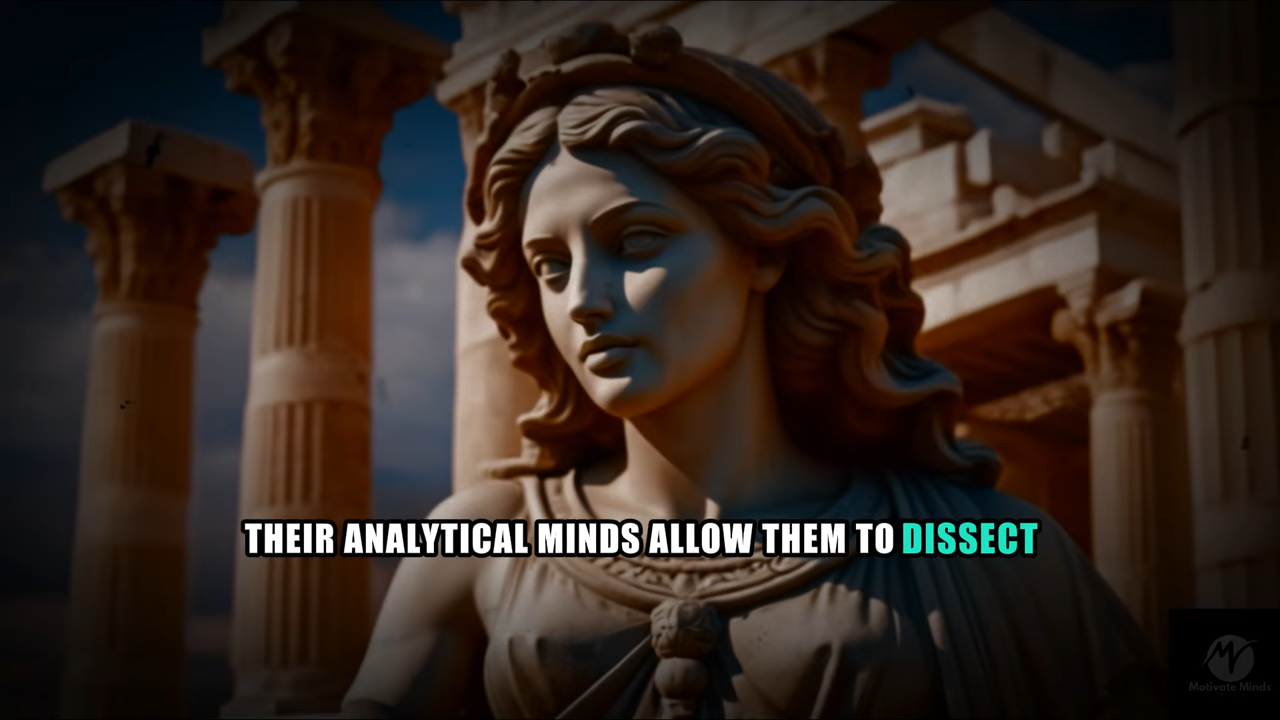 THEIR ANALYTICAL MINDS ALLOW THEM TO DISSECT
Motivate Minds